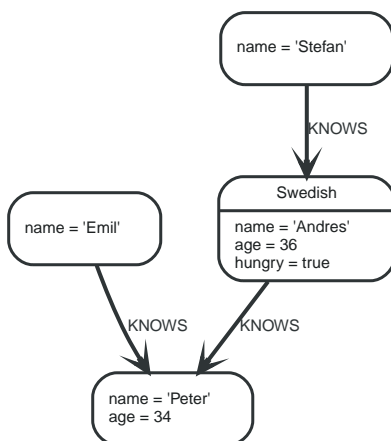 name = 'Stefan'
KNOWS
Swedish
name = 'Andres'
age = 36
hungry = true
name = 'Emil'
KNOWS
KNOWS
name = 'Peter'
age = 34